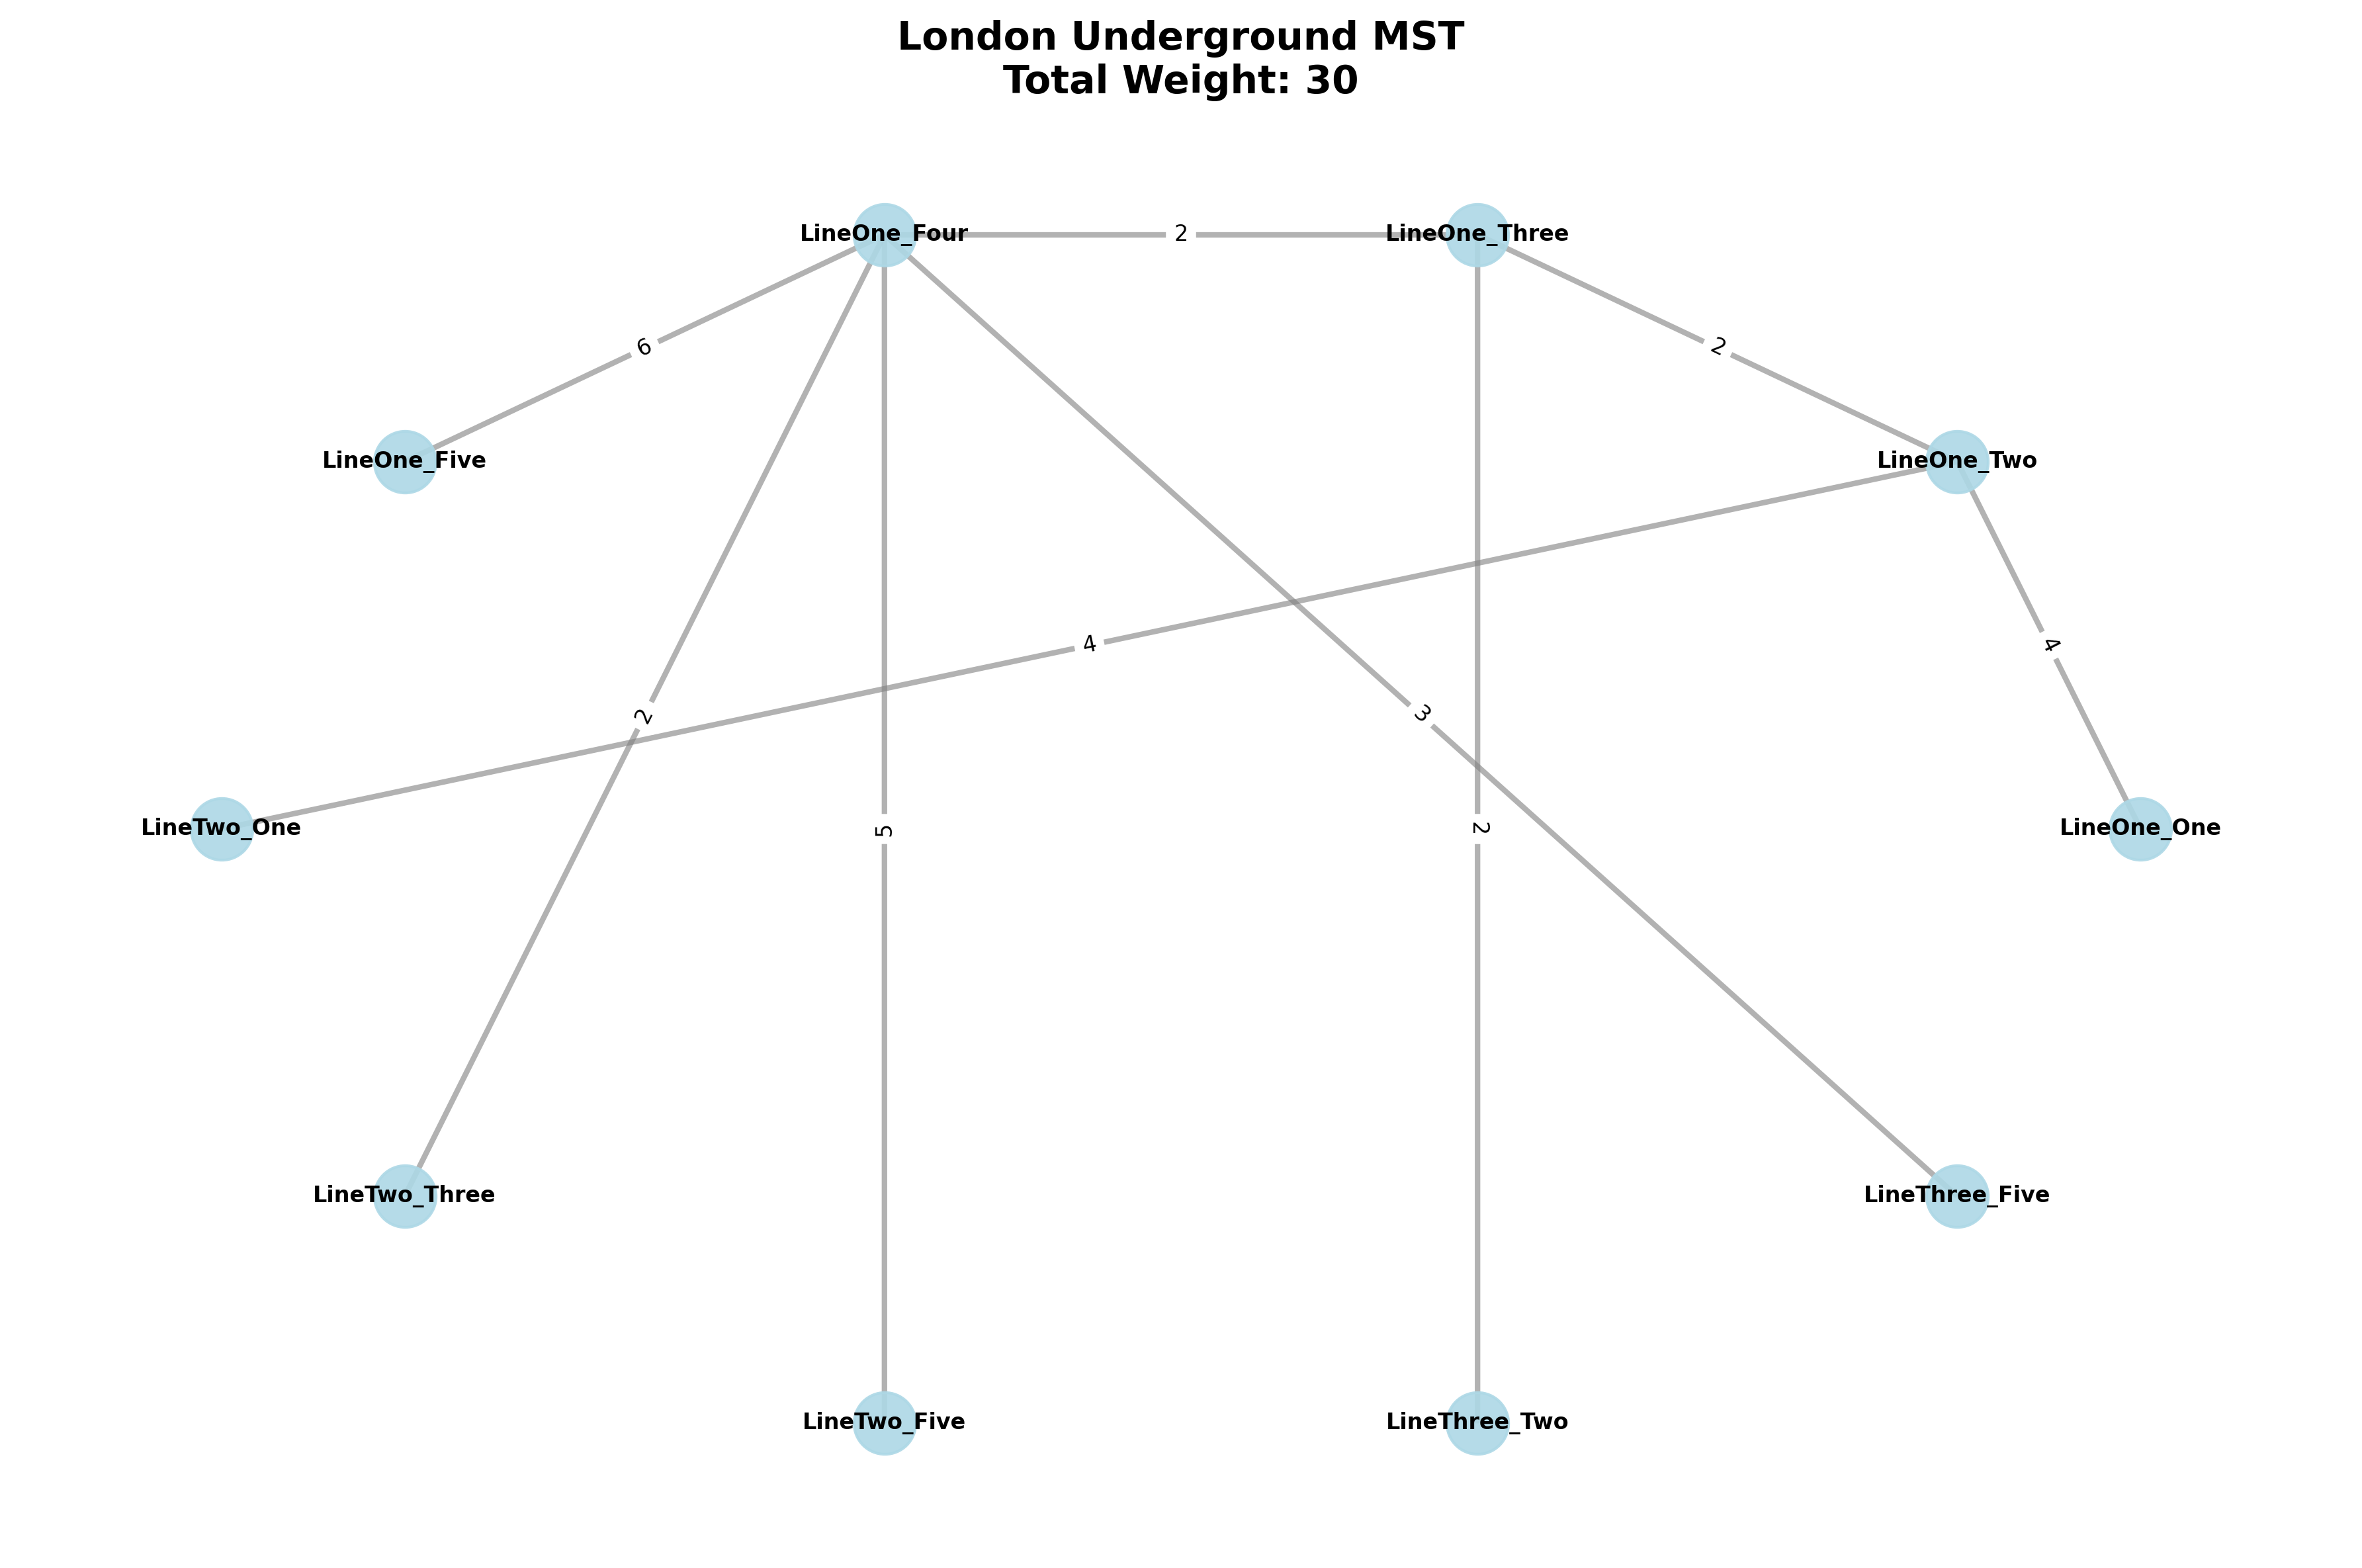 London Underground MST
Total Weight: 30
LineOne_Four
2
LineOne_Three
6
2
LineOne_Five
LineOne_Two
4
4
2
3
LineTwo_One
5
2
LineOne_One
LineTwo_Three
LineThree_Five
LineTwo_Five
LineThree_Two